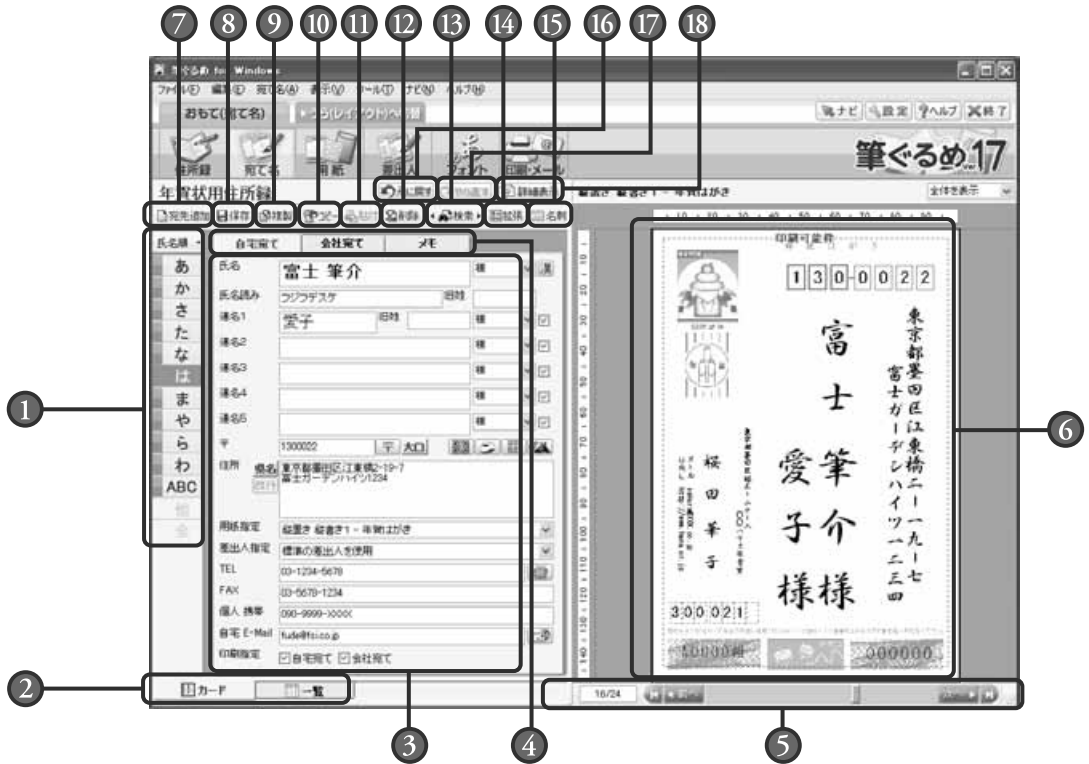 7 8 9 10 11 12 13 14 15 16 17 18
筆ぐるめ for Windows
ファイル(F) 編集(E) 宛て名(A) 表示(V) ツール(T) ナビ(N) ヘルプ(H)
おもて(宛て名)
ナビ 設定 ?ヘルプ 終了
住所録 宛て名 用紙 差出人 フォント 印刷・メール
筆ぐるめ17
年賀状用住所録
元に戻す
詳細表示
縦置き 縦書き1 - 年賀はがき
全体を表示
宛先追加 保存 複製 コピー 削除 検索 拡張 名刺
氏名順
自宅宛て 会社宛て メモ
あ
か
さ
た
な
は
ま
や
ら
わ
ABC
他
全
氏名 富士 筆介 様
氏名読み フジフデスケ 旧姓
連名1 愛子 旧姓 様
連名2 様
連名3 様
連名4 様
連名5 様
〒 1300022 〒 大口
住所 県名 東京都墨田区江東橋2-19-7
富士ガーデンハイツ1234
用紙指定 縦置き 縦書き1 - 年賀はがき
差出人指定 標準の差出人を使用
TEL 03-1234-5678
FAX 03-5678-1234
個人 携帯 090-9999-XXXX
自宅 E-Mail fude@fsi.co.jp
印刷指定 自宅宛て 会社宛て
カード 一覧
印刷可能枠
130-0022
東京都墨田区江東橋二ー一九ー七
富士ガーデンハイツ一二三四
富士筆介様
愛子様
桜田華子
300021
000000
16/24
1
2
3
4
5
6